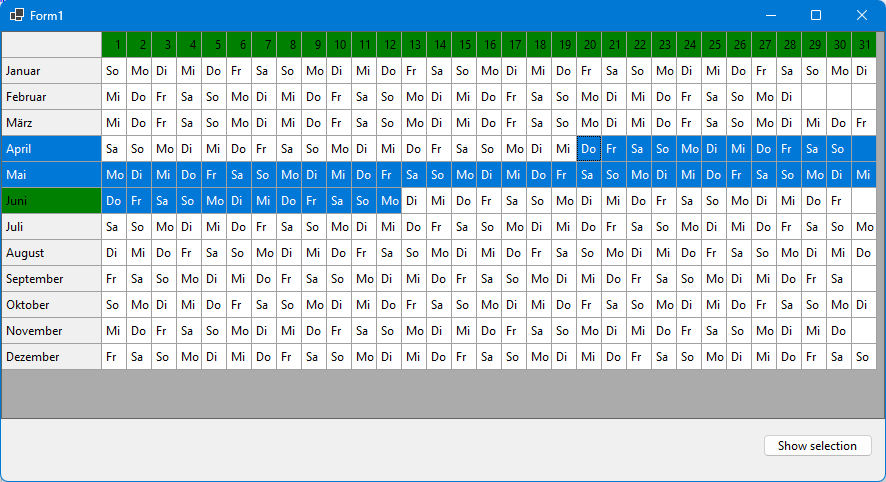 Form1
1 2 3 4 5 6 7 8 9 10 11 12 13 14 15 16 17 18 19 20 21 22 23 24 25 26 27 28 29 30 31
Januar So Mo Di Mi Do Fr Sa So Mo Di Mi Do Fr Sa So Mo Di Mi Do Fr Sa So Mo Di Mi Do Fr Sa So Mo Di
Februar Mi Do Fr Sa So Mo Di Mi Do Fr Sa So Mo Di Mi Do Fr Sa So Mo Di Mi Do Fr Sa So Mo Di
März Mi Do Fr Sa So Mo Di Mi Do Fr Sa So Mo Di Mi Do Fr Sa So Mo Di Mi Do Fr Sa So Mo Di Mi Do Fr
April Sa So Mo Di Mi Do Fr Sa So Mo Di Mi Do Fr Sa So Mo Di Mi Do Fr Sa So Mo Di Mi Do Fr Sa So
Mai Mo Di Mi Do Fr Sa So Mo Di Mi Do Fr Sa So Mo Di Mi Do Fr Sa So Mo Di Mi Do Fr Sa So Mo Di Mi
Juni Do Fr Sa So Mo Di Mi Do Fr Sa So Mo Di Mi Do Fr Sa So Mo Di Mi Do Fr Sa So Mo Di Mi Do Fr
Juli Sa So Mo Di Mi Do Fr Sa So Mo Di Mi Do Fr Sa So Mo Di Mi Do Fr Sa So Mo Di Mi Do Fr Sa So Mo
August Di Mi Do Fr Sa So Mo Di Mi Do Fr Sa So Mo Di Mi Do Fr Sa So Mo Di Mi Do Fr Sa So Mo Di Mi Do
September Fr Sa So Mo Di Mi Do Fr Sa So Mo Di Mi Do Fr Sa So Mo Di Mi Do Fr Sa So Mo Di Mi Do Fr Sa
Oktober So Mo Di Mi Do Fr Sa So Mo Di Mi Do Fr Sa So Mo Di Mi Do Fr Sa So Mo Di Mi Do Fr Sa So Mo Di
November Mi Do Fr Sa So Mo Di Mi Do Fr Sa So Mo Di Mi Do Fr Sa So Mo Di Mi Do Fr Sa So Mo Di Mi Do
Dezember Fr Sa So Mo Di Mi Do Fr Sa So Mo Di Mi Do Fr Sa So Mo Di Mi Do Fr Sa So Mo Di Mi Do Fr Sa So
Show selection